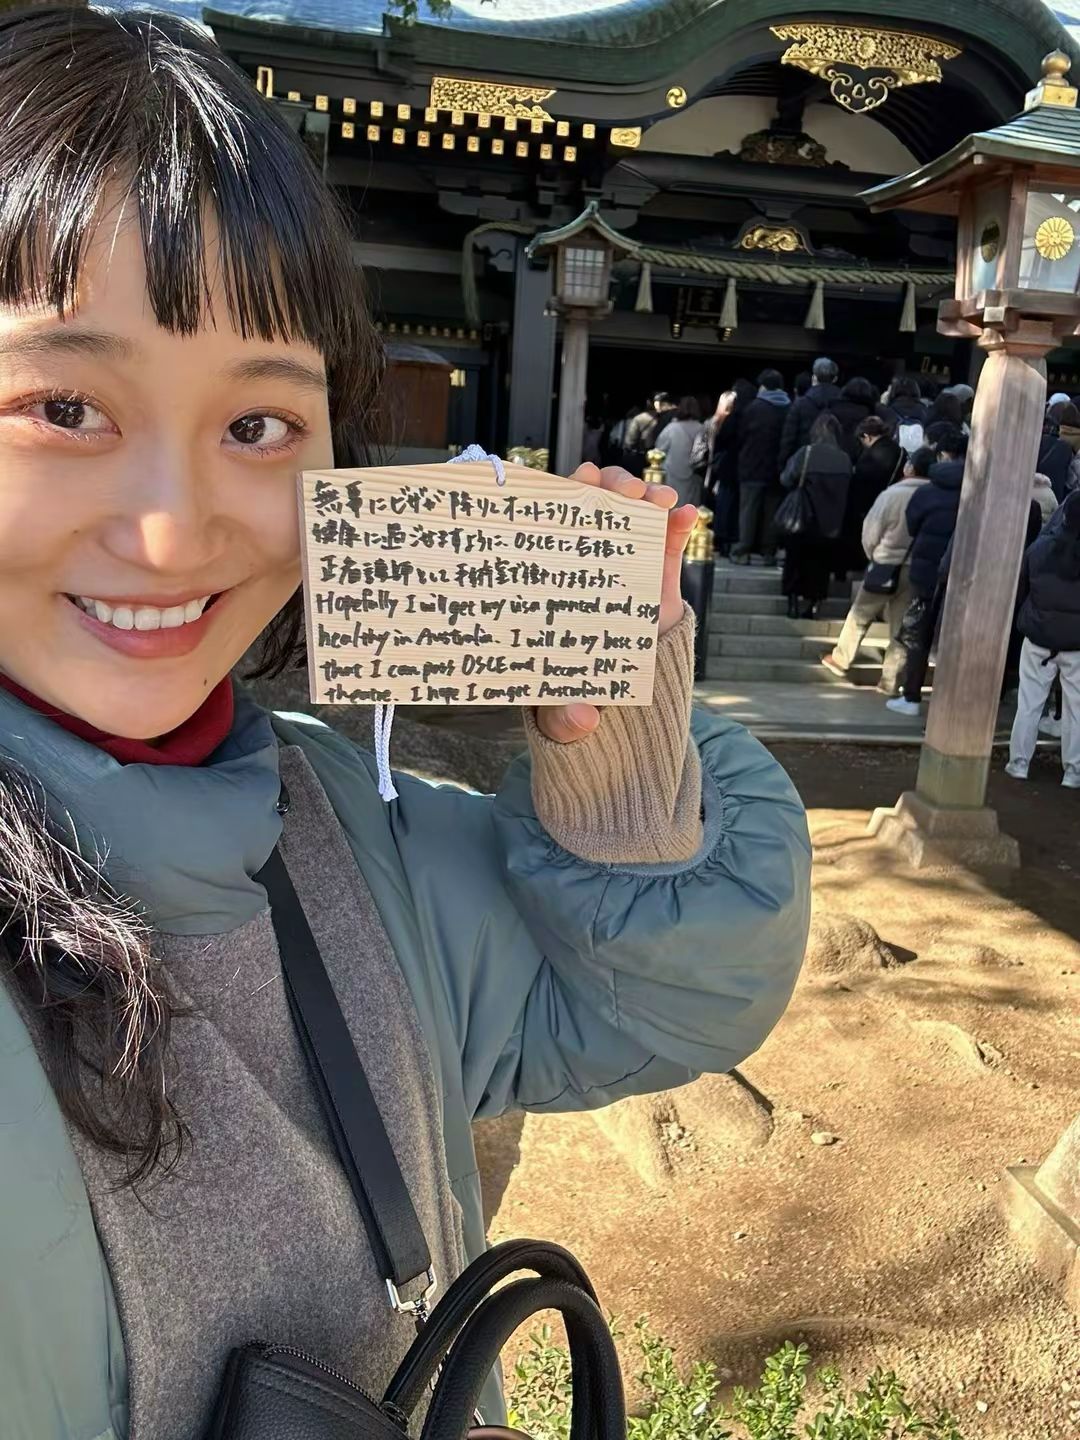 無事にビザが降りしオーストラリアに行って
健康に過ごせますように、OSCEに合格して
正看護師として手術室で働けますように、
Hopefully I will get my visa granted and stay
healthy in Australia. I will do my best so
that I can pass OSCE and become RN in
theatre. I hope I can get Australian PR.